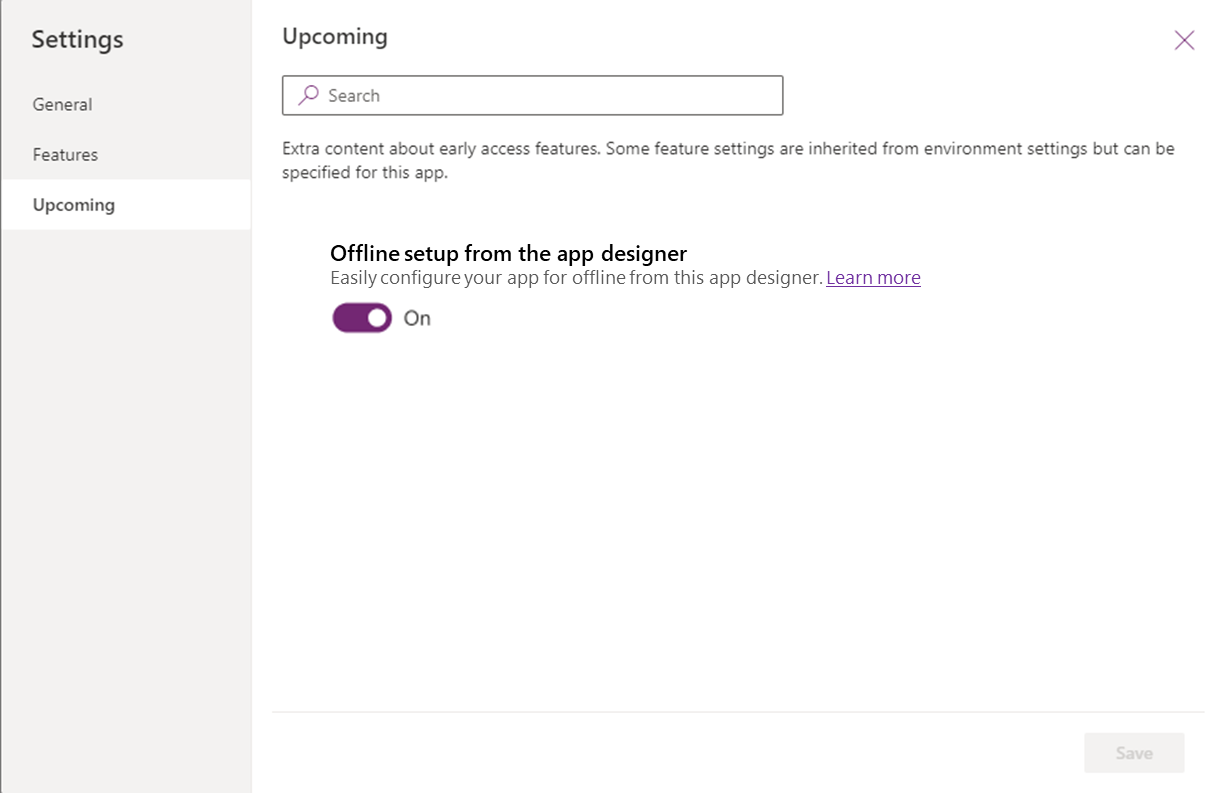 Settings
General
Features
Upcoming
Upcoming
Search
Extra content about early access features. Some feature settings are inherited from environment settings but can be
specified for this app.
Offline setup from the app designer
Easily configure your app for offline from this app designer. Learn more
On
Save